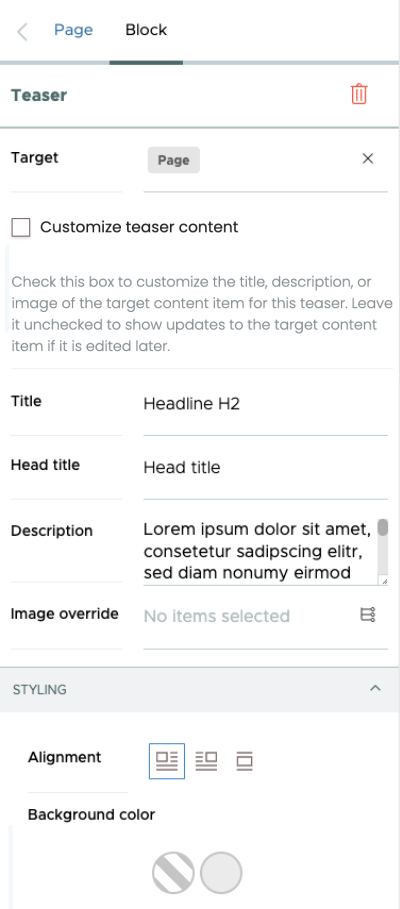 Page Block
Teaser
Target Page
Customize teaser content
Check this box to customize the title, description, or
image of the target content item for this teaser. Leave
it unchecked to show updates to the target content
item if it is edited later.
Title Headline H2
Head title Head title
Description Lorem ipsum dolor sit amet,
consetetur sadipscing elitr,
sed diam nonumy eirmod
Image override No items selected
STYLING
Alignment
Background color